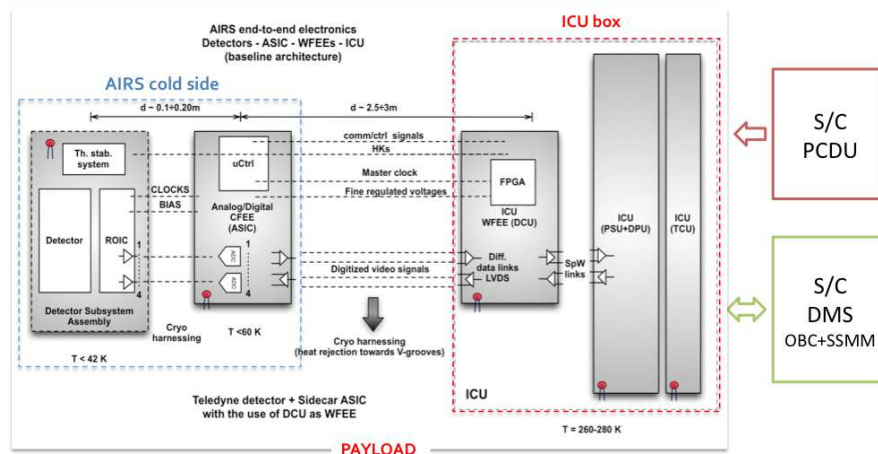 AIRS end-to-end electronics
Detectors - ASIC - WFEEs - ICU
(baseline architecture)
ICU box
AIRS cold side
d ~ 0.1÷0.20m
d ~ 2.5÷3m
Th. stab.
system
Detector
ROIC
1
4
Detector Subsystem
Assembly
T < 42 K
CLOCKS
BIAS
Cryo
harnessing
uCtrl
Analog/Digital
CFEE
(ASIC)
ADC
1
ADC
4
T <60 K
comm/ctrl signals
HKs
Master clock
Fine regulated voltages
Digitized video signals
Cryo harnessing
(heat rejection towards V-grooves)
FPGA
ICU
WFEE (DCU)
Diff.
data links
LVDS
SpW
links
ICU
(PSU+DPU)
ICU
(TCU)
ICU
T = 260-280 K
Teledyne detector + Sidecar ASIC
with the use of DCU as WFEE
PAYLOAD
S/C
PCDU
S/C
DMS
OBC+SSMM